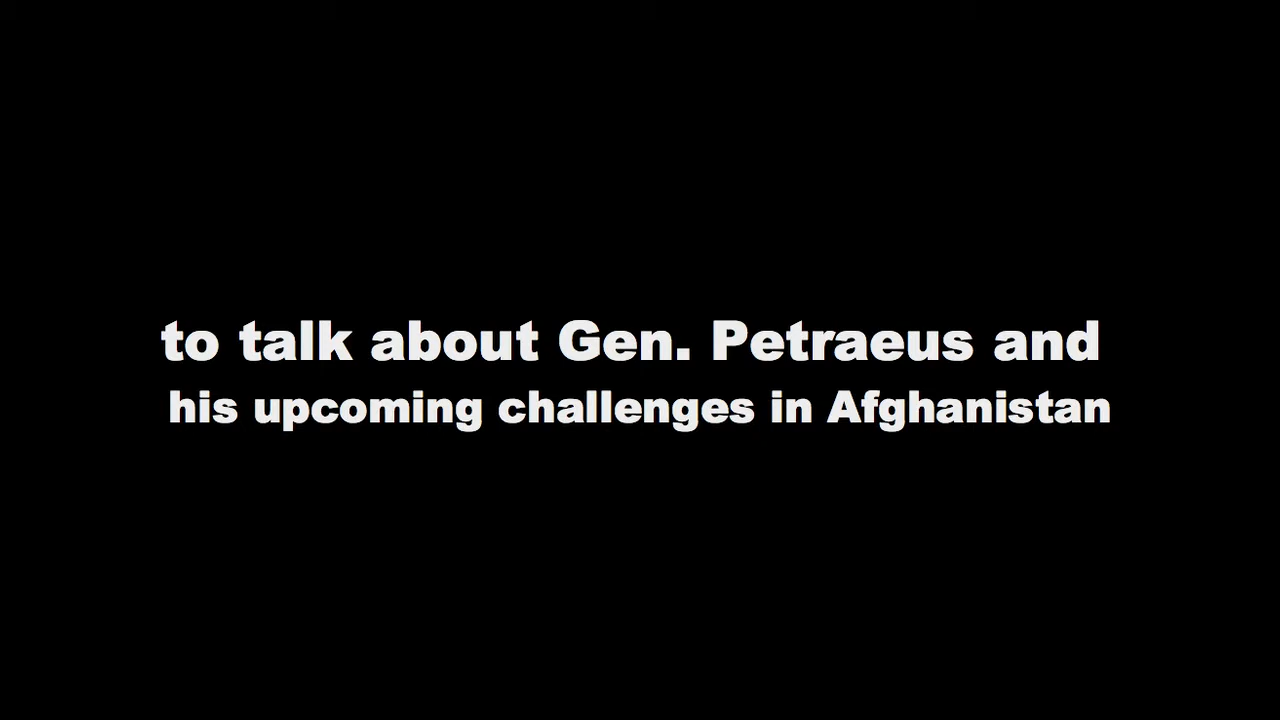 to talk about Gen. Petraeus and
his upcoming challenges in Afghanistan